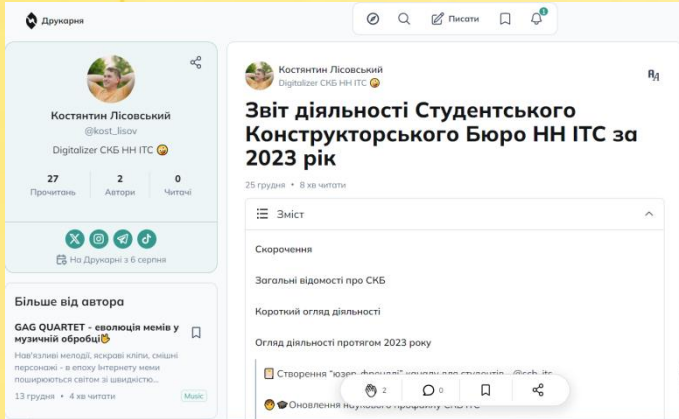 Друкарня
Писати
1
Костянтин Лісовський
@kost_lisov
Digitalizer СКБ НН ІТС 🤪
27
Прочитань
2
Автори
0
Читачі
На Друкарні з 6 серпня
Більше від автора
GAG QUARTET - еволюція мемів у
музичній обробці
Нав'язливі мелодії, яскраві кліпи, смішні
персонажі - в епоху Інтернету меми
поширюються світом зі швидкістю...
13 грудня • 4 хв читати
Music
Костянтин Лісовський
Digitalizer СКБ НН ІТС 🤪
Звіт діяльності Студентського
Конструкторського Бюро НН ІТС за
2023 рік
25 грудня • 8 хв читати
Зміст
Скорочення
Загальні відомості про СКБ
Короткий огляд діяльності
Огляд діяльності протягом 2023 року
Створення "юзер-френдлі" каналу для студентів - @scb_itc
2
0
Оновлення наукового профайлу СКБ ІТС